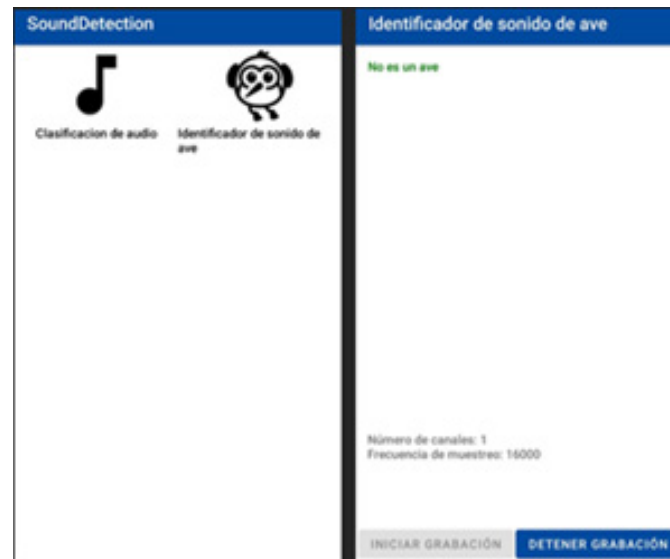 SoundDetection
Clasificacion de audio
Identificador de sonido de
ave
Identificador de sonido de ave
No es un ave
Número de canales: 1
Frecuencia de muestreo: 16000
INICIAR GRABACIÓN
DETENER GRABACIÓN